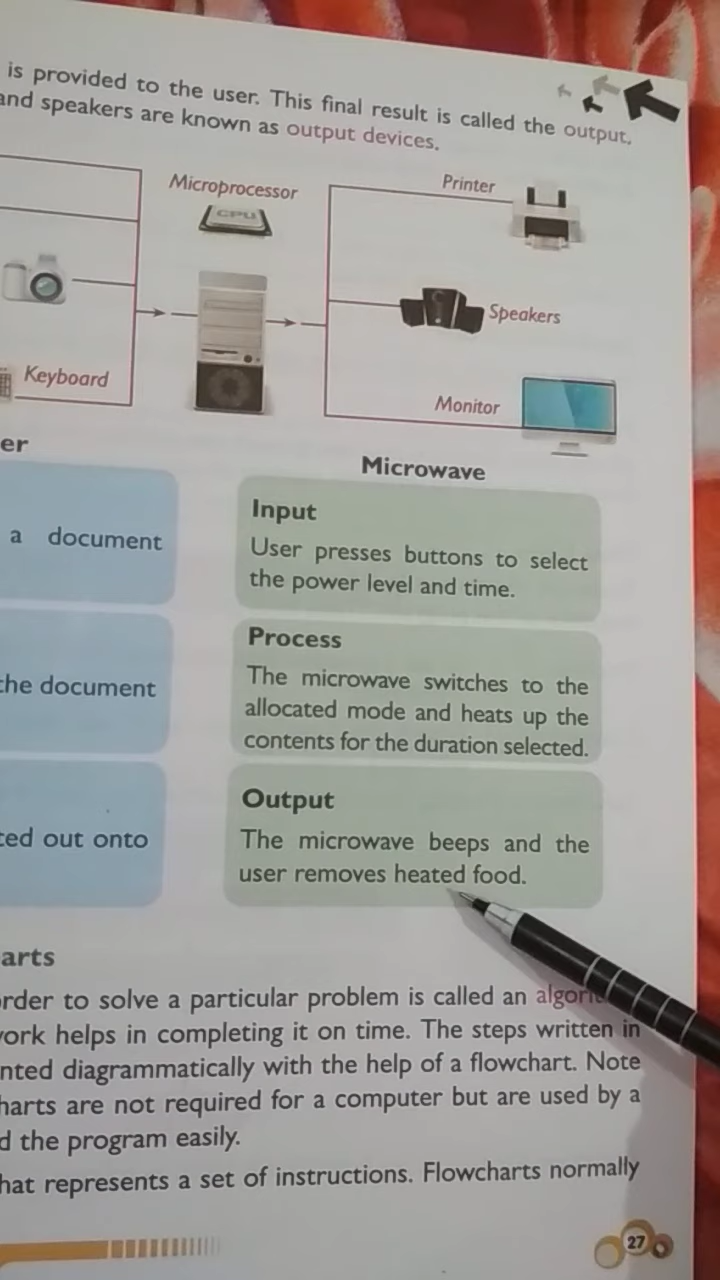 is provided to the user. This final result is called the output.
and speakers are known as output devices.
Microprocessor
Printer
CPU
Speakers
Keyboard
Monitor
er
Microwave
a document
Input
User presses buttons to select
the power level and time.
the document
Process
The microwave switches to the
allocated mode and heats up the
contents for the duration selected.
ted out onto
Output
The microwave beeps and the
user removes heated food.
arts
order to solve a particular problem is called an
work helps in completing it on time. The steps written in
nted diagrammatically with the help of a flowchart. Note
harts are not required for a computer but are used by a
d the program easily.
hat represents a set of instructions. Flowcharts normally
27